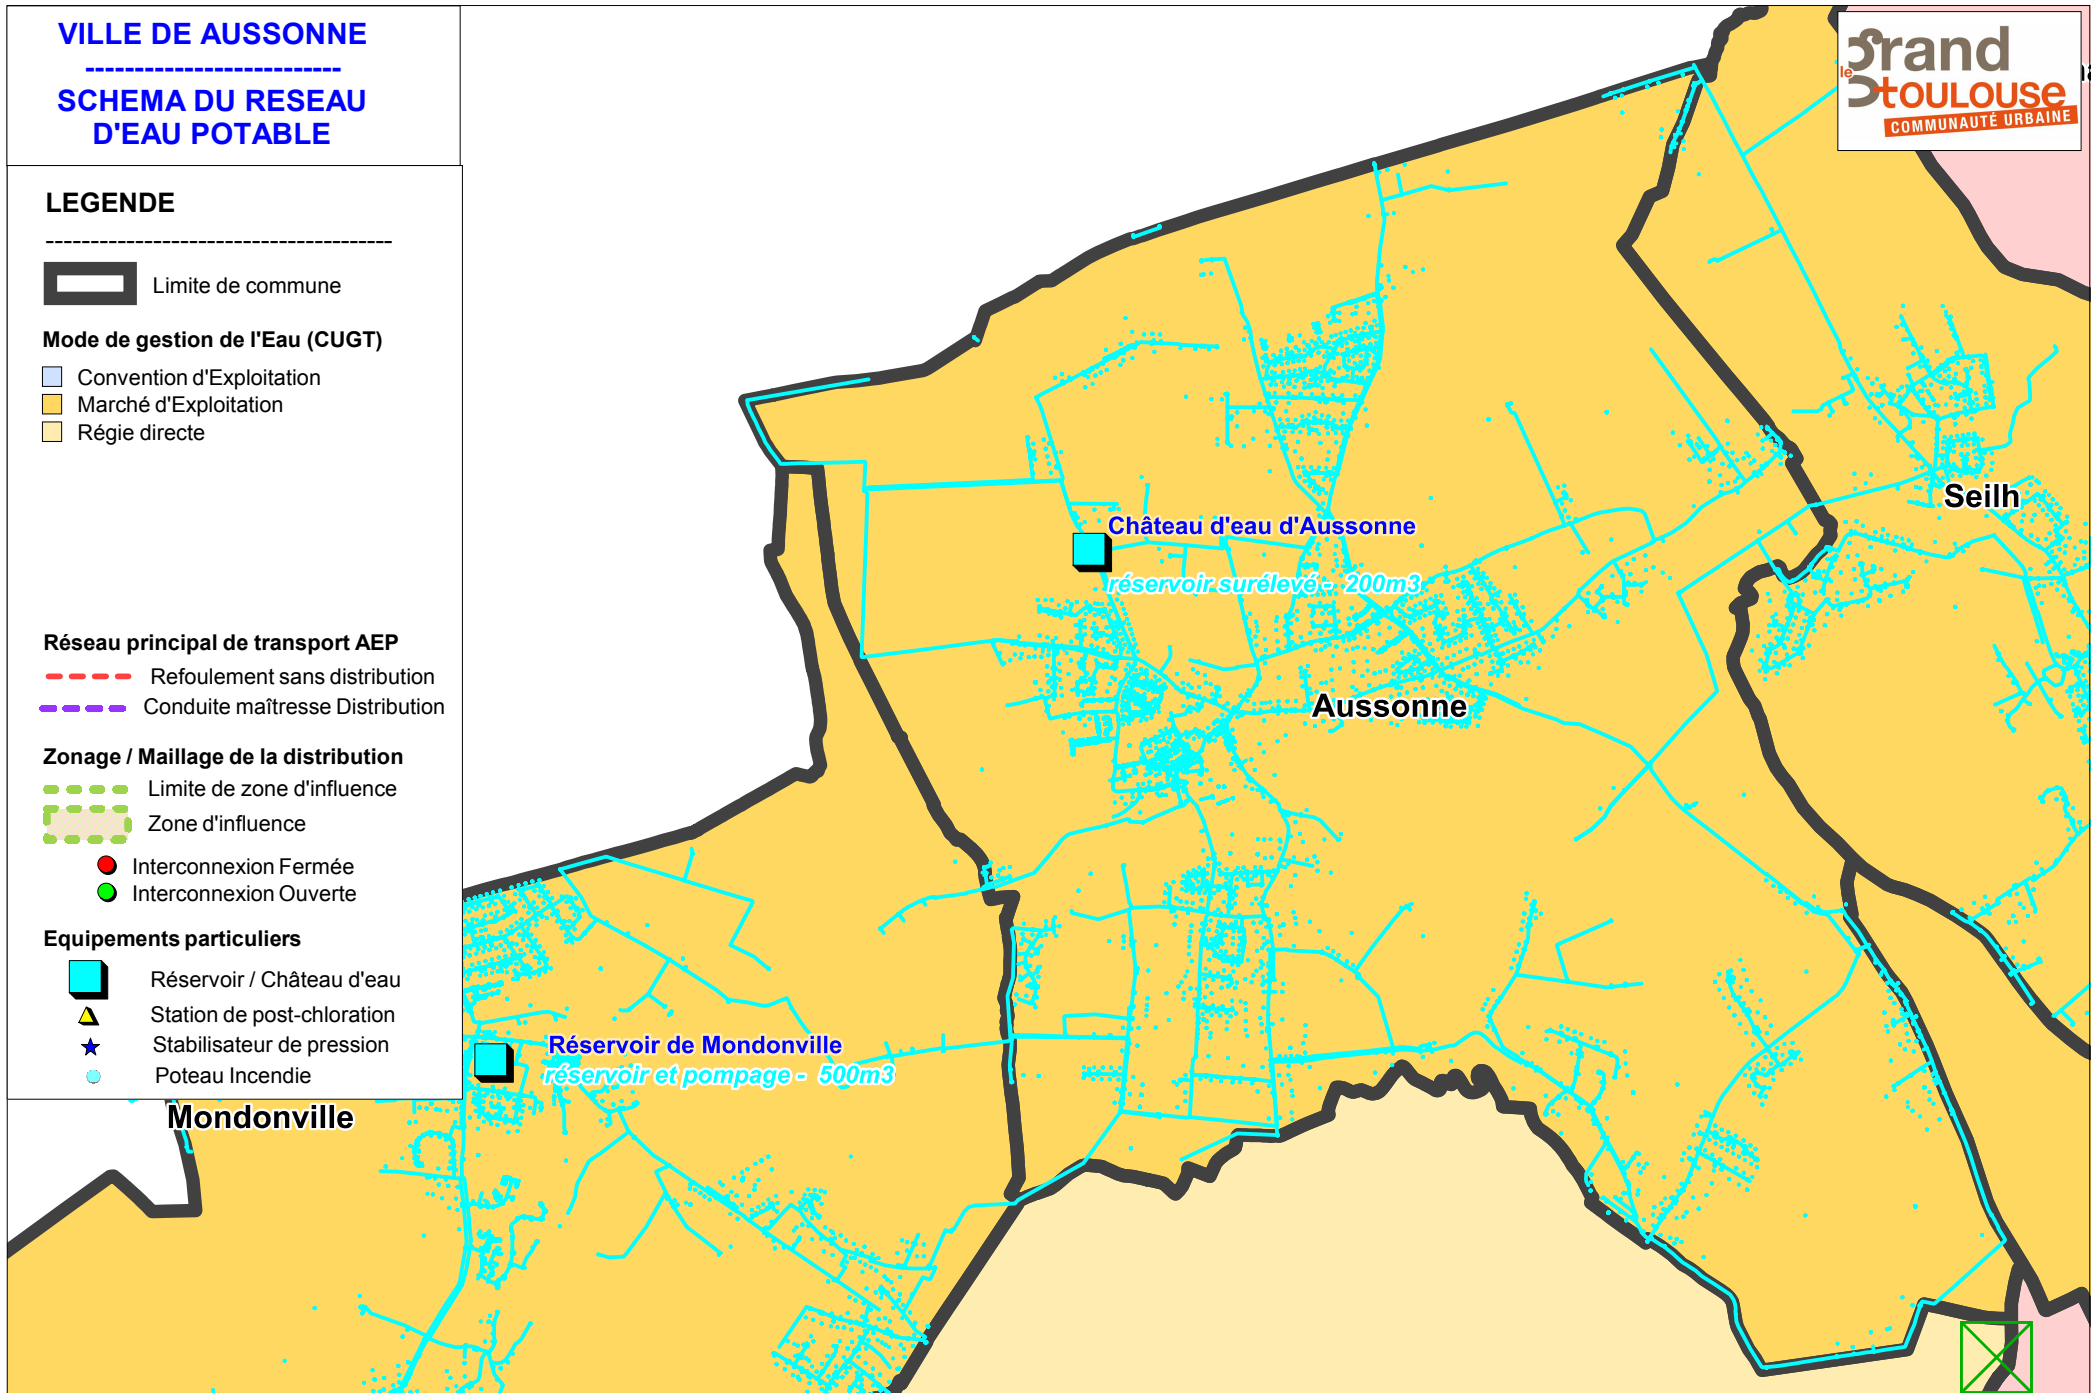 VILLE DE AUSSONNE
--------------------------
SCHEMA DU RESEAU
D'EAU POTABLE
LEGENDE
---------------------------------------
Limite de commune
Mode de gestion de l'Eau (CUGT)
Convention d'Exploitation
Marché d'Exploitation
Régie directe
Réseau principal de transport AEP
Refoulement sans distribution
Conduite maîtresse Distribution
Zonage / Maillage de la distribution
Limite de zone d'influence
Zone d'influence
Interconnexion Fermée
Interconnexion Ouverte
Equipements particuliers
Réservoir / Château d'eau
Station de post-chloration
Stabilisateur de pression
Poteau Incendie
le Grand
toulouse
COMMUNAUTÉ URBAINE
Seilh
Château d'eau d'Aussonne
réservoir surélevé - 200m3
Aussonne
Réservoir de Mondonville
réservoir et pompage - 500m3
Mondonville